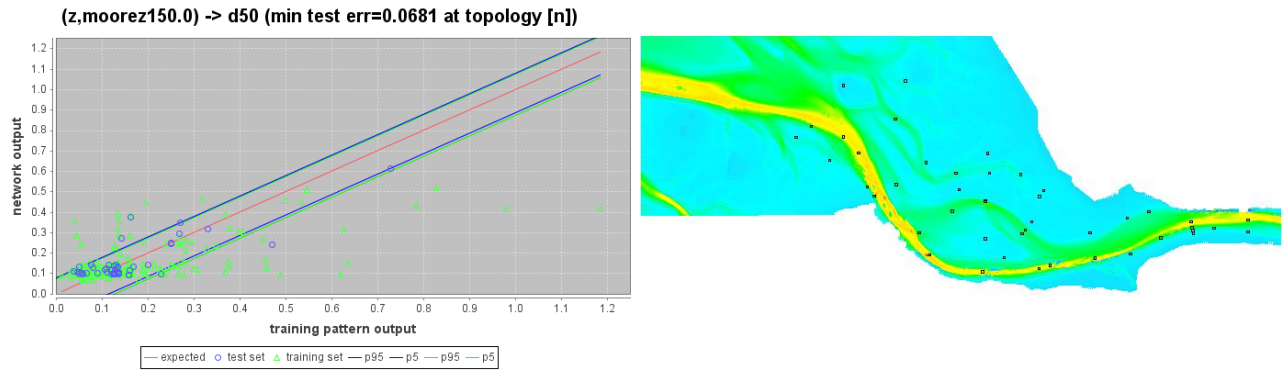 (z,moorez150.0) -> d50 (min test err=0.0681 at topology [n])
1.2
1.1
1.0
0.9
0.8
0.7
0.6
0.5
0.4
0.3
0.2
0.1
0.0
network output
0.0 0.1 0.2 0.3 0.4 0.5 0.6 0.7 0.8 0.9 1.0 1.1 1.2
training pattern output
expected test set training set p95 p5 p95 p5